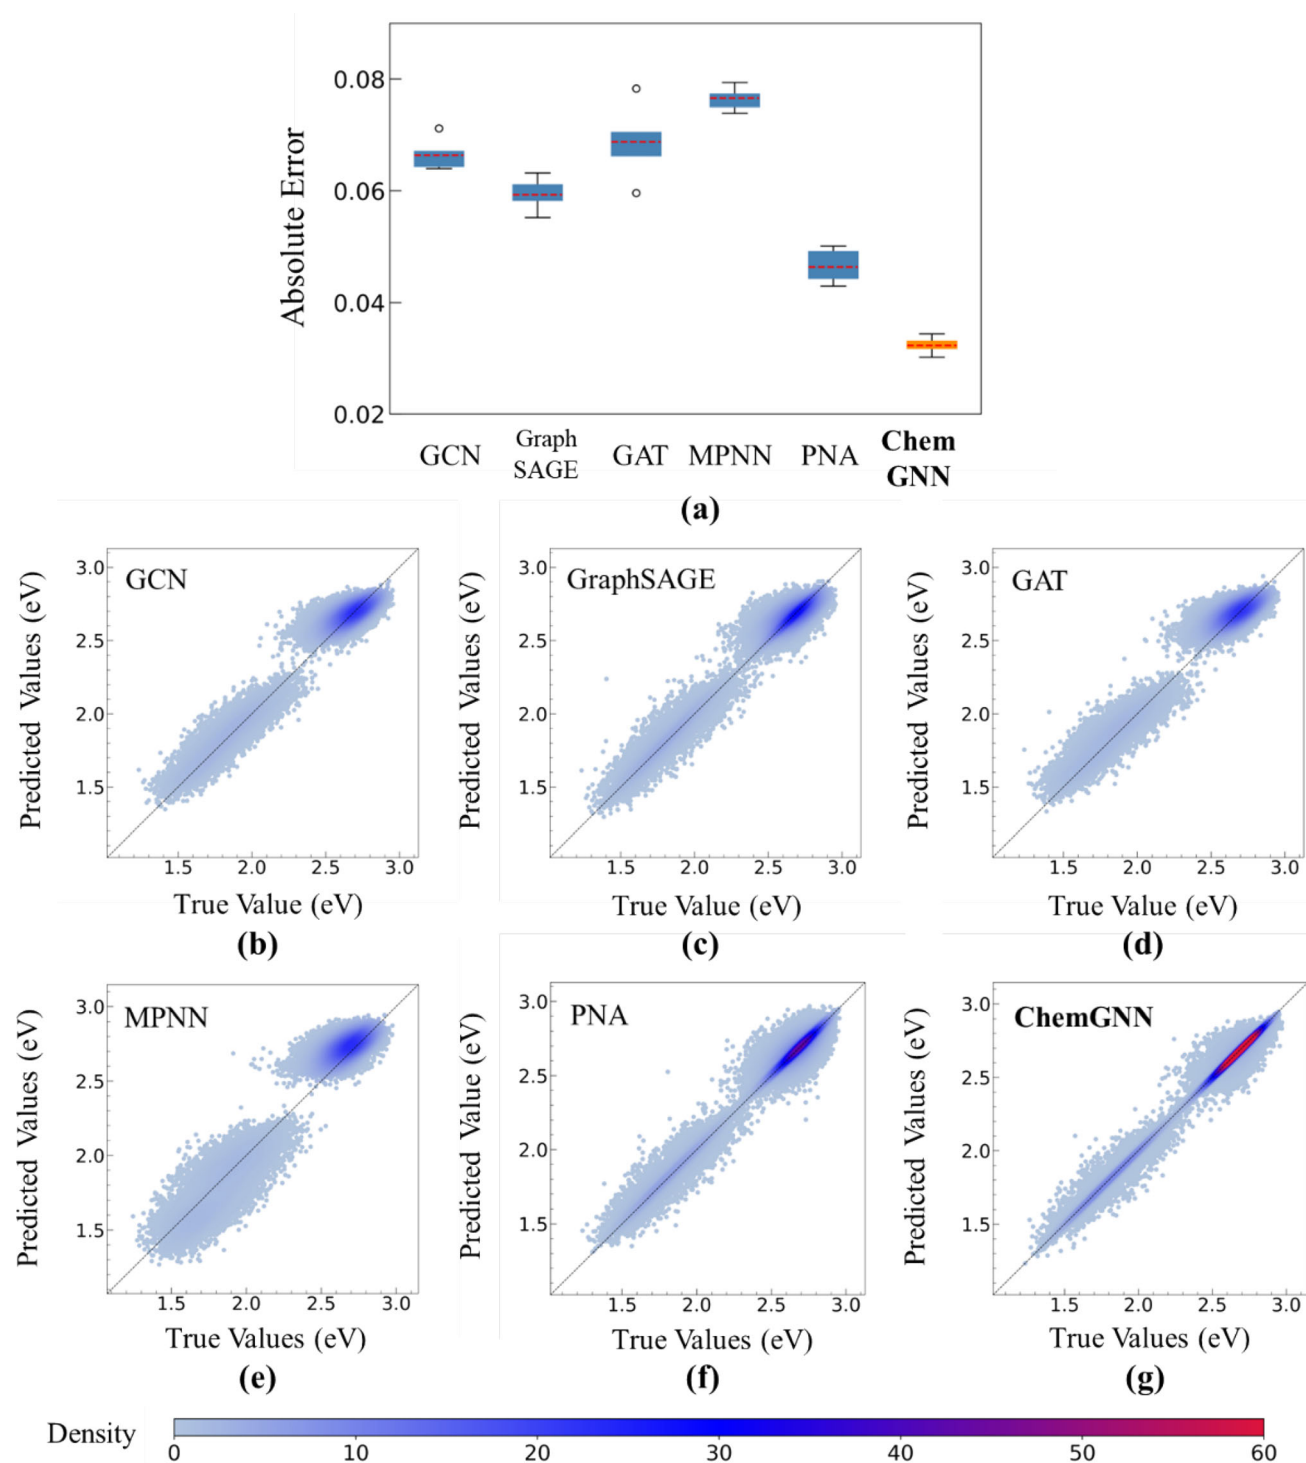 0.08
0.06
0.04
0.02
Absolute Error
GCN
Graph
SAGE
GAT
MPNN
PNA
Chem
GNN
(a)
3.0
2.5
2.0
1.5
Predicted Values (eV)
GCN
1.5 2.0 2.5 3.0
True Value (eV)
(b)
3.0
2.5
2.0
1.5
Predicted Values (eV)
GraphSAGE
1.5 2.0 2.5 3.0
True Value (eV)
(c)
3.0
2.5
2.0
1.5
Predicted Values (eV)
GAT
1.5 2.0 2.5 3.0
True Value (eV)
(d)
3.0
2.5
2.0
1.5
Predicted Values (eV)
MPNN
1.5 2.0 2.5 3.0
True Values (eV)
(e)
3.0
2.5
2.0
1.5
Predicted Value (eV)
PNA
1.5 2.0 2.5 3.0
True Values (eV)
(f)
3.0
2.5
2.0
1.5
Predicted Values (eV)
ChemGNN
1.5 2.0 2.5 3.0
True Values (eV)
(g)
Density
0 10 20 30 40 50 60